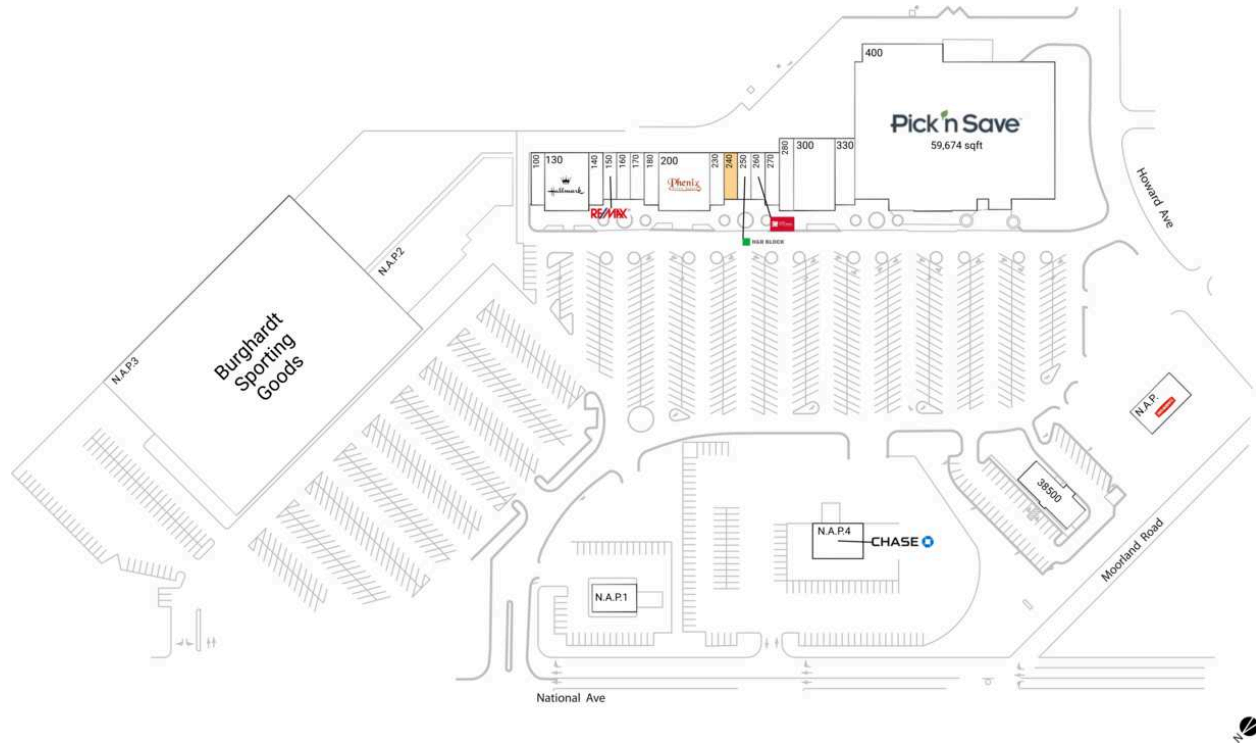 400
Pick'n Save
59,674 sqft
100
130
140
150
160
170
180
200
230
240
250
260
270
280
300
330
Hallmark
Phenix
RE/MAX
H&R BLOCK
Howard Ave
N.A.P.2
N.A.P.3
Burghardt
Sporting
Goods
N.A.P.
38500
Moorland Road
N.A.P.4
CHASE
N.A.P.1
National Ave
N